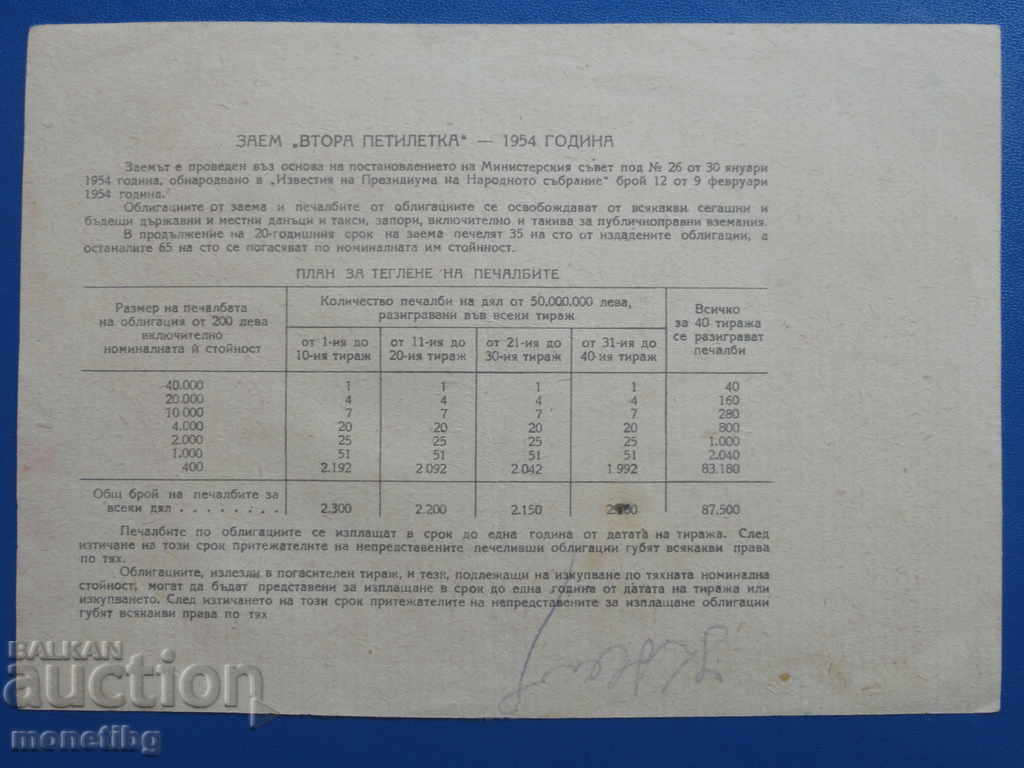 ЗАЕМ „ВТОРА ПЕТИЛЕТКА“ — 1954 ГОДИНА
Заемът е проведен въз основа на постановлението на Министерския съвет под № 26 от 30 януари
1954 година, обнародвано в „Известия на Президиума на Народното събрание“ брой 12 от 9 февруари
1954 година.
Облигациите от заема и печалбите от облигациите се освобождават от всякакви сегашни и
бъдещи държавни и местни данъци и такси, запори, включително и такива за публичноправни вземания.
В продължение на 20-годишния срок на заема печелят 35 на сто от издадените облигации, а
останалите 65 на сто се погасяват по номиналната им стойнност.
ПЛАН ЗА ТЕГЛЕНЕ НА ПЕЧАЛБИТЕ
Размер на печалбата
на облигация от 200 лева
включително
номиналната ѝ стойност
Количество печалби на дял от 50,000.000 лева,
разигравани във всеки тираж
Всичко
за 40 тиража
се разиграват
печалби
от 1-ия до
10-ия тираж
от 11-ия до
20-ия тираж
от 21-ия до
30-ия тираж
от 31-ия до
40-ия тираж
40.000 1 1 1 1 40
20.000 4 4 4 4 160
10 000 7 7 7 7 280
4.000 20 20 20 20 800
2.000 25 25 25 25 1.000
1.000 51 51 51 51 2.040
400 2.192 2 092 2.042 1.992 83.180
Общ брой на печалбите за
всеки дял . . . . . . . . 2.300 2.200 2.150 87.500
Печалбите по облигациите се изплащат в срок до една година от датата на тиража. След
изтичане на този срок притежателите на непредставените печеливши облигации губят всякакви права
по тях.
Облигациите, излезли в погасителен тираж, и тези, подлежащи на изкупване по тяхната номинална
стойност, могат да бъдат представени за изплащане в срок до една година от датата на тиража или
изкупването. След изтичането на този срок притежателите на непредставените за изплащане облигации
губят всякакви права по тях
BALKAN
auction
monetibg